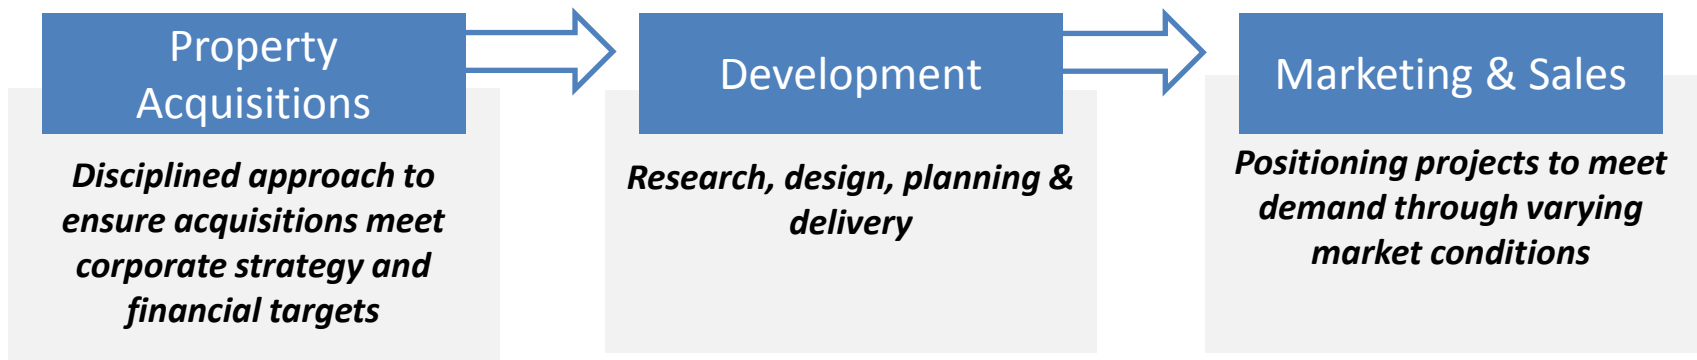 Property
Acquisitions
Disciplined approach to
ensure acquisitions meet
corporate strategy and
financial targets
Development
Research, design, planning &
delivery
Marketing & Sales
Positioning projects to meet
demand through varying
market conditions